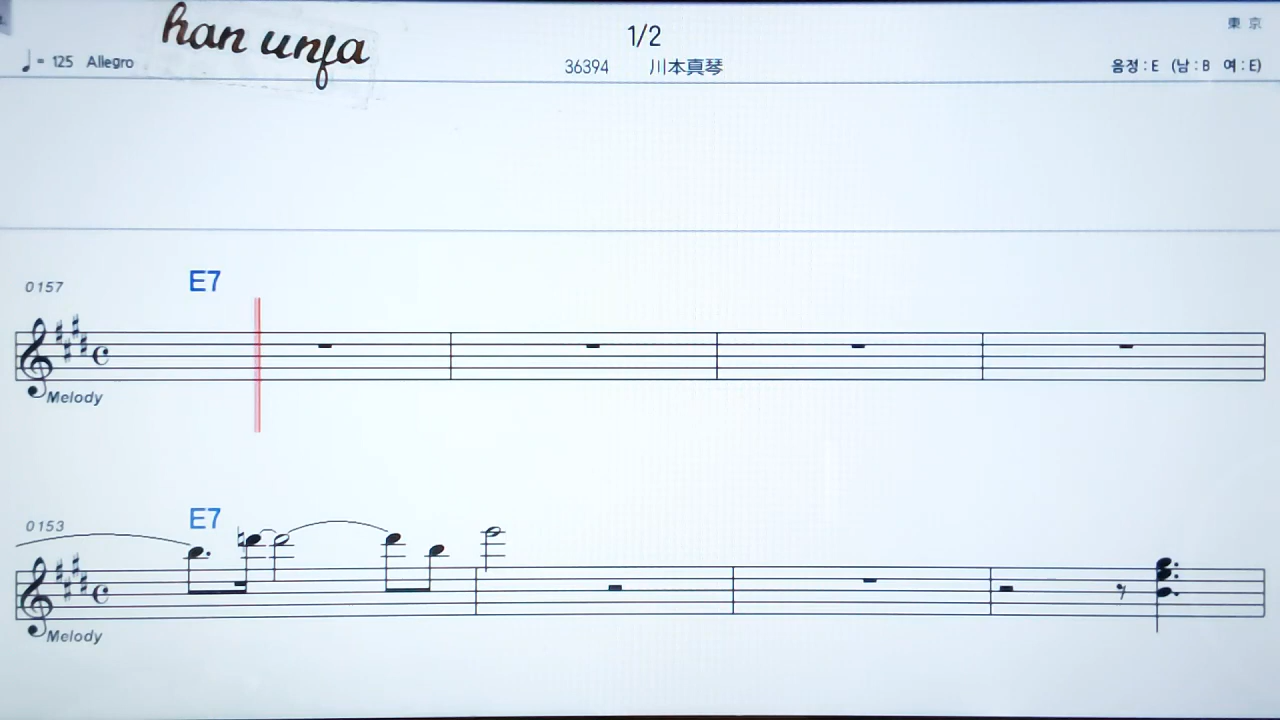 han unfa
1/2
東京
♩= 125 Allegro
36394 川本真琴
음정 : E (남 : B 여 : E)
0157
E7
Melody
0153
E7
Melody